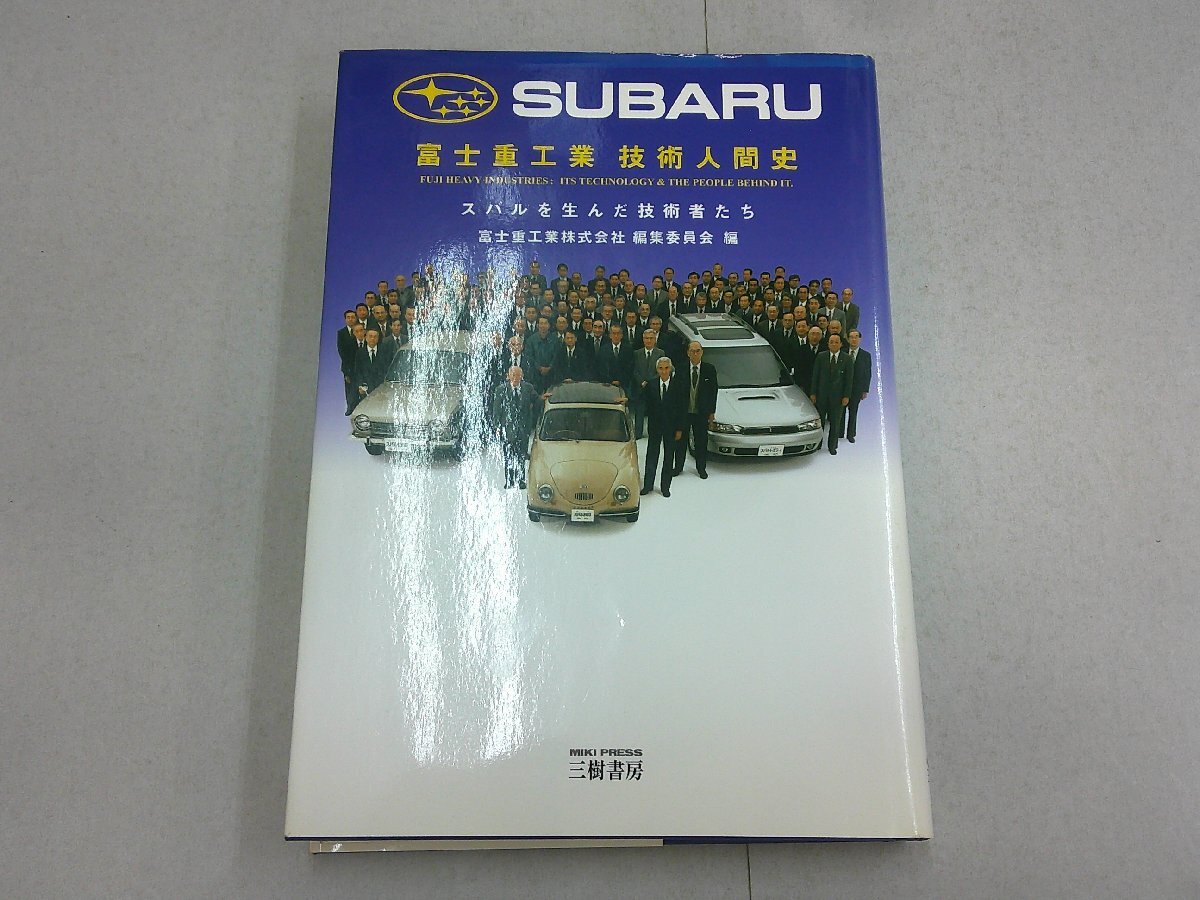 SUBARU
富士重工業 技術人間史
FUJI HEAVY INDUSTRIES: ITS TECHNOLOGY & THE PEOPLE BEHIND IT.
スバルを生んだ技術者たち
富士重工業株式会社 編集委員会 編
MIKI PRESS
三樹書房